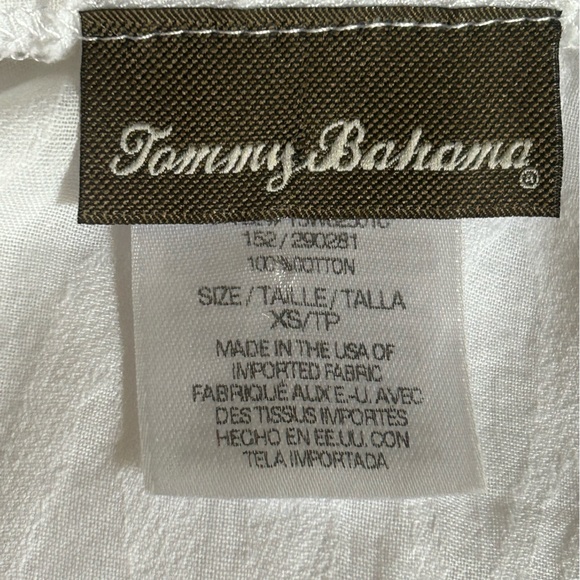 Tommy Bahama®
152/290281
100%COTTON
SIZE/TAILLE/TALLA
XS/TP
MADE IN THE USA OF
IMPORTED FABRIC
FABRIQUÉ AUX E.-U. AVEC
DES TISSUS IMPORTÉS
HECHO EN EE.UU. CON
TELA IMPORTADA